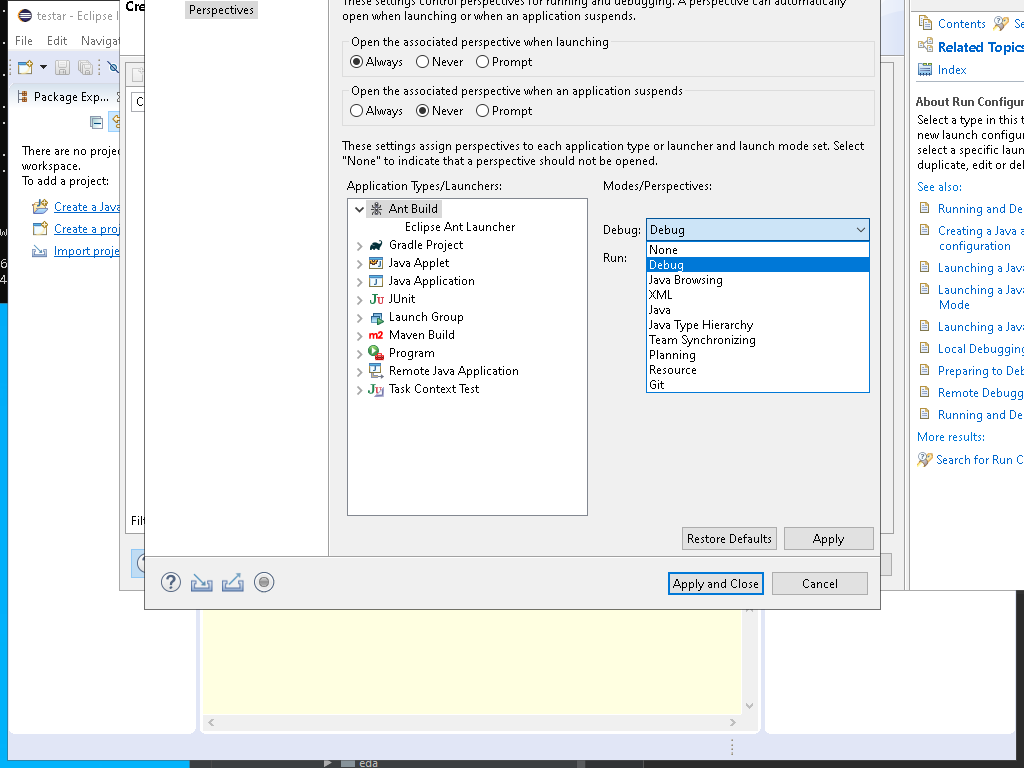 testar - Eclipse I
File Edit Navigat
Package Exp...
There are no proje
workspace.
To add a project:
Create a Java
Create a proj
Import proje
Cre
Filt
Perspectives
These settings control perspectives for running and debugging. A perspective can automatically
open when launching or when an application suspends.
Open the associated perspective when launching
Always Never Prompt
Open the associated perspective when an application suspends
Always Never Prompt
These settings assign perspectives to each application type or launcher and launch mode set. Select
"None" to indicate that a perspective should not be opened.
Application Types/Launchers:
Ant Build
Eclipse Ant Launcher
Gradle Project
Java Applet
Java Application
JUnit
Launch Group
Maven Build
Program
Remote Java Application
Task Context Test
Modes/Perspectives:
Debug: Debug
Run:
None
Debug
Java Browsing
XML
Java
Java Type Hierarchy
Team Synchronizing
Planning
Resource
Git
Restore Defaults Apply
Apply and Close Cancel
Contents Se
Related Topics
Index
About Run Configur
Select a type in this t
new launch configu
select a specific laun
duplicate, edit or del
See also:
Running and De
Creating a Java a
configuration
Launching a Java
Launching a Java
Mode
Launching a Java
Local Debugging
Preparing to Deb
Remote Debugg
Running and De
More results:
Search for Run C
eda